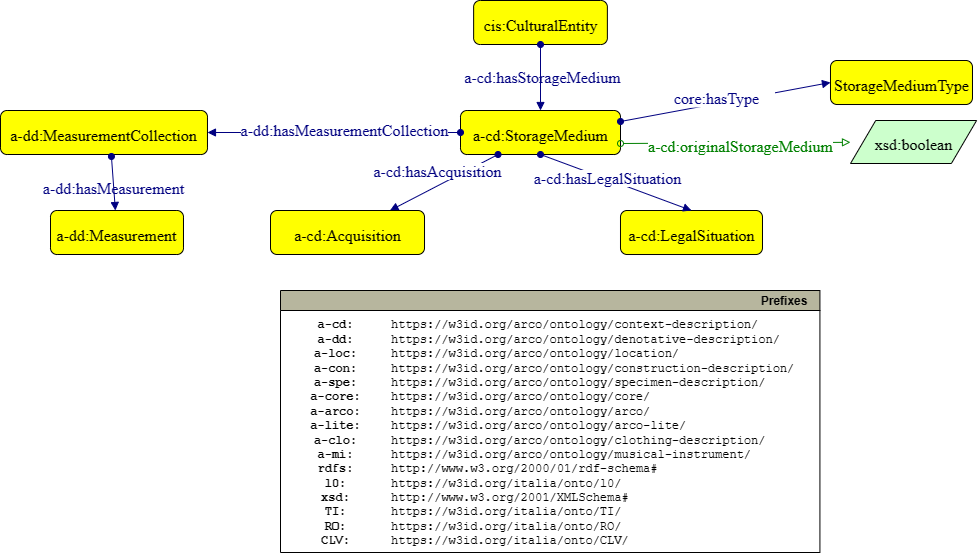 cis:CulturalEntity
a-cd:hasStorageMedium
StorageMediumType
core:hasType
a-dd:MeasurementCollection
a-dd:hasMeasurementCollection
a-cd:StorageMedium
a-cd:originalStorageMedium
xsd:boolean
a-cd:hasAcquisition
a-cd:hasLegalSituation
a-dd:hasMeasurement
a-dd:Measurement
a-cd:Acquisition
a-cd:LegalSituation
Prefixes
a-cd: https://w3id.org/arco/ontology/context-description/
a-dd: https://w3id.org/arco/ontology/denotative-description/
a-loc: https://w3id.org/arco/ontology/location/
a-con: https://w3id.org/arco/ontology/construction-description/
a-spe: https://w3id.org/arco/ontology/specimen-description/
a-core: https://w3id.org/arco/ontology/core/
a-arco: https://w3id.org/arco/ontology/arco/
a-lite: https://w3id.org/arco/ontology/arco-lite/
a-clo: https://w3id.org/arco/ontology/clothing-description/
a-mi: https://w3id.org/arco/ontology/musical-instrument/
rdfs: http://www.w3.org/2000/01/rdf-schema#
l0: https://w3id.org/italia/onto/l0/
xsd: http://www.w3.org/2001/XMLSchema#
TI: https://w3id.org/italia/onto/TI/
RO: https://w3id.org/italia/onto/RO/
CLV: https://w3id.org/italia/onto/CLV/